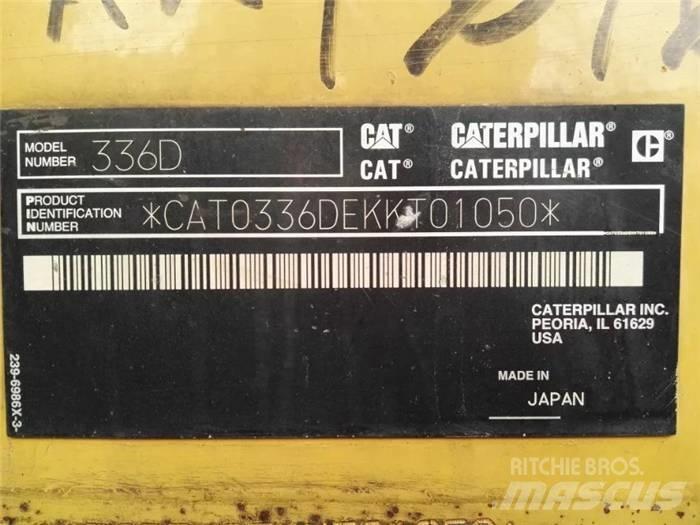 MODEL
NUMBER 336D
CAT® CATERPILLAR®
CAT® CATERPILLAR®
PRODUCT
IDENTIFICATION
NUMBER *CAT0336DEKKT01050*
CATERPILLAR INC.
PEORIA, IL 61629
USA
MADE IN
JAPAN
239-6986X-3-
RITCHIE BROS.
MASCUS